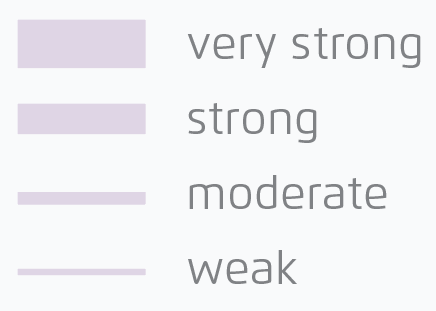 very strong
strong
moderate
weak